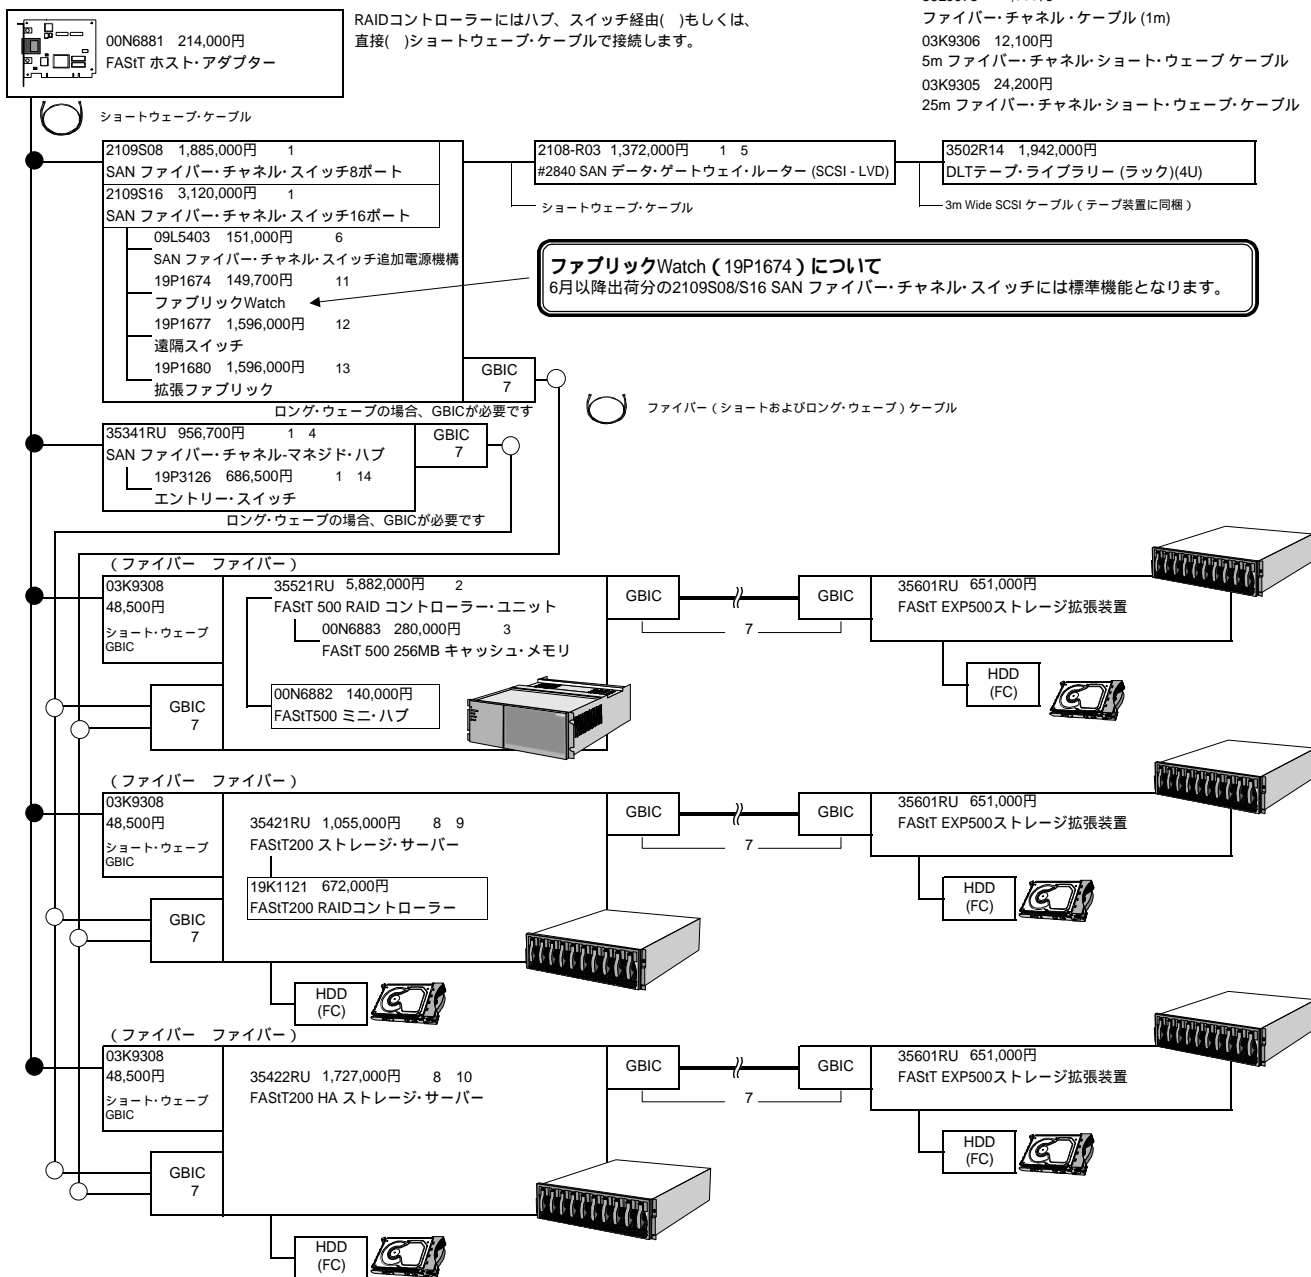 00N6881 214,000円
FAStT ホスト・アダプター
RAIDコントローラーにはハブ、スイッチ経由( )もしくは、
直接( )ショートウェーブ・ケーブルで接続します。
ファイバー・チャネル・ケーブル (1m)
03K9306 12,100円
5m ファイバー・チャネル・ショート・ウェーブ ケーブル
03K9305 24,200円
25m ファイバー・チャネル・ショート・ウェーブ・ケーブル
ショートウェーブ・ケーブル
2109S08 1,885,000円 1
SAN ファイバー・チャネル・スイッチ8ポート
2109S16 3,120,000円 1
SAN ファイバー・チャネル・スイッチ16ポート
09L5403 151,000円 6
SAN ファイバー・チャネル・スイッチ追加電源機構
19P1674 149,700円 11
ファブリックWatch
19P1677 1,596,000円 12
遠隔スイッチ
19P1680 1,596,000円 13
拡張ファブリック
GBIC
7
ロング・ウェーブの場合、GBICが必要です
2108-R03 1,372,000円 1 5
#2840 SAN データ・ゲートウェイ・ルーター (SCSI - LVD)
ショートウェーブ・ケーブル
3502R14 1,942,000円
DLTテープ・ライブラリー (ラック)(4U)
3m Wide SCSI ケーブル ( テープ装置に同梱 )
ファブリックWatch ( 19P1674 ) について
6月以降出荷分の2109S08/S16 SAN ファイバー・チャネル・スイッチには標準機能となります。
ファイバー ( ショートおよびロング・ウェーブ ) ケーブル
35341RU 956,700円 1 4
SAN ファイバー・チャネル-マネジド・ハブ
19P3126 686,500円 1 14
エントリー・スイッチ
GBIC
7
ロング・ウェーブの場合、GBICが必要です
( ファイバー ファイバー )
03K9308
48,500円
ショート・ウェーブ
GBIC
GBIC
7
35521RU 5,882,000円 2
FAStT 500 RAID コントローラー・ユニット
00N6883 280,000円 3
FAStT 500 256MB キャッシュ・メモリ
00N6882 140,000円
FAStT500 ミニ・ハブ
GBIC
GBIC
7
35601RU 651,000円
FAStT EXP500ストレージ拡張装置
HDD
(FC)
( ファイバー ファイバー )
03K9308
48,500円
ショート・ウェーブ
GBIC
GBIC
7
35421RU 1,055,000円 8 9
FAStT200 ストレージ・サーバー
19K1121 672,000円
FAStT200 RAIDコントローラー
HDD
(FC)
GBIC
GBIC
7
35601RU 651,000円
FAStT EXP500ストレージ拡張装置
HDD
(FC)
( ファイバー ファイバー )
03K9308
48,500円
ショート・ウェーブ
GBIC
GBIC
7
35422RU 1,727,000円 8 10
FAStT200 HA ストレージ・サーバー
HDD
(FC)
GBIC
GBIC
7
35601RU 651,000円
FAStT EXP500ストレージ拡張装置
HDD
(FC)